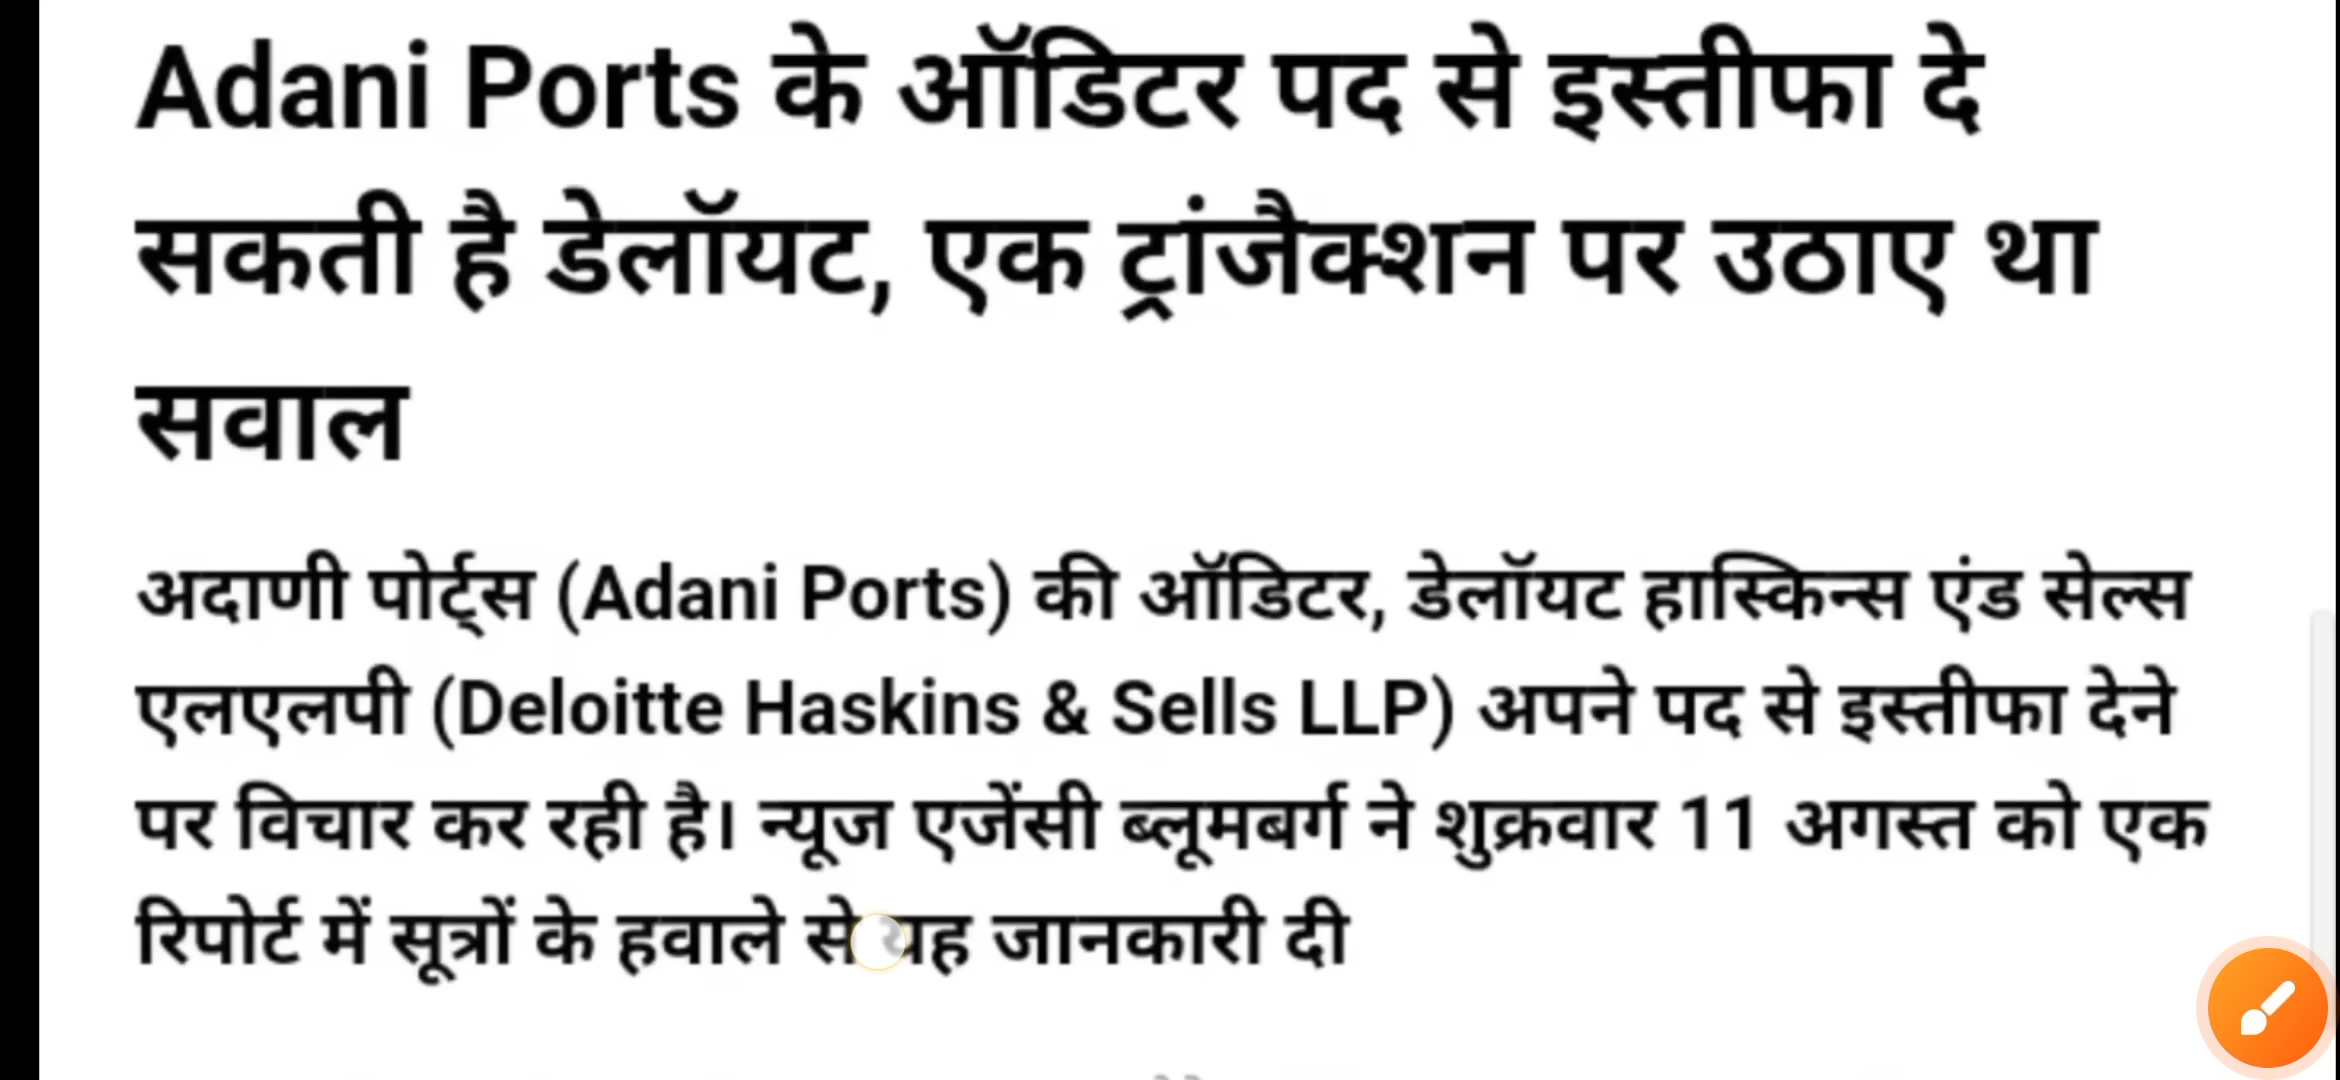 Adani Ports के ऑडिटर पद से इस्तीफा दे
सकती है डेलॉयट, एक ट्रांजैक्शन पर उठाए था
सवाल
अदाणी पोर्ट्स (Adani Ports) की ऑडिटर, डेलॉयट हास्किन्स एंड सेल्स
एलएलपी (Deloitte Haskins & Sells LLP) अपने पद से इस्तीफा देने
पर विचार कर रही है। न्यूज एजेंसी ब्लूमबर्ग ने शुक्रवार 11 अगस्त को एक
रिपोर्ट में सूत्रों के हवाले से यह जानकारी दी